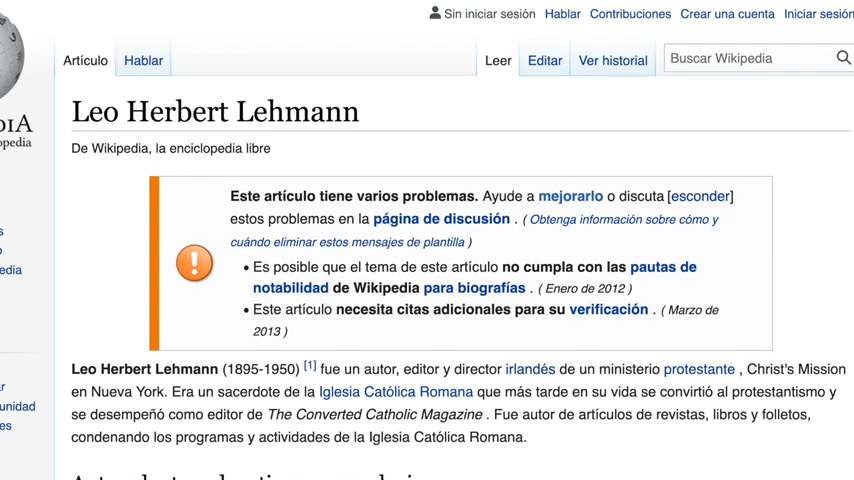 Sin iniciar sesión Hablar Contribuciones Crear una cuenta Iniciar sesión
Artículo Hablar Leer Editar Ver historial Buscar Wikipedia
Leo Herbert Lehmann
De Wikipedia, la enciclopedia libre
Este artículo tiene varios problemas. Ayude a mejorarlo o discuta [esconder]
estos problemas en la página de discusión . ( Obtenga información sobre cómo y
cuándo eliminar estos mensajes de plantilla )
• Es posible que el tema de este artículo no cumpla con las pautas de
notabilidad de Wikipedia para biografías . ( Enero de 2012 )
• Este artículo necesita citas adicionales para su verificación . ( Marzo de
2013 )
Leo Herbert Lehmann (1895-1950) [1] fue un autor, editor y director irlandés de un ministerio protestante , Christ's Mission
en Nueva York. Era un sacerdote de la Iglesia Católica Romana que más tarde en su vida se convirtió al protestantismo y
se desempeñó como editor de The Converted Catholic Magazine . Fue autor de artículos de revistas, libros y folletos,
condenando los programas y actividades de la Iglesia Católica Romana.